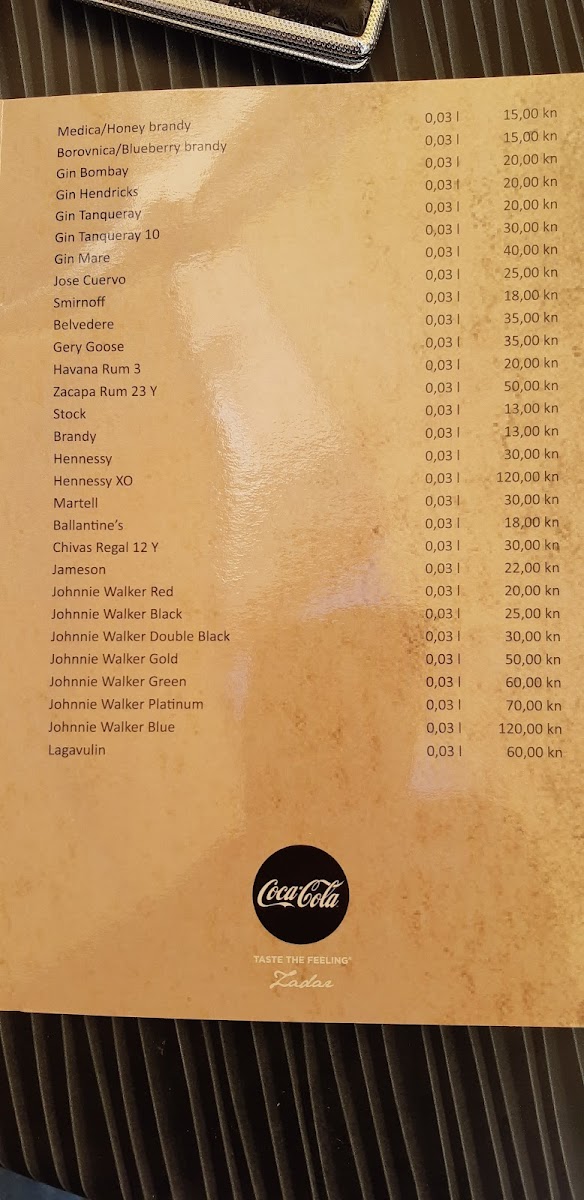 Medica/Honey brandy 0,03 l 15,00 kn
Borovnica/Blueberry brandy 0,03 l 15,00 kn
Gin Bombay 0,03 l 20,00 kn
Gin Hendricks 0,03 l 20,00 kn
Gin Tanqueray 0,03 l 20,00 kn
Gin Tanqueray 10 0,03 l 30,00 kn
Gin Mare 0,03 l 40,00 kn
Jose Cuervo 0,03 l 25,00 kn
Smirnoff 0,03 l 18,00 kn
Belvedere 0,03 l 35,00 kn
Gery Goose 0,03 l 35,00 kn
Havana Rum 3 0,03 l 20,00 kn
Zacapa Rum 23 Y 0,03 l 50,00 kn
Stock 0,03 l 13,00 kn
Brandy 0,03 l 13,00 kn
Hennessy 0,03 l 30,00 kn
Hennessy XO 0,03 l 120,00 kn
Martell 0,03 l 30,00 kn
Ballantine's 0,03 l 18,00 kn
Chivas Regal 12 Y 0,03 l 30,00 kn
Jameson 0,03 l 22,00 kn
Johnnie Walker Red 0,03 l 20,00 kn
Johnnie Walker Black 0,03 l 25,00 kn
Johnnie Walker Double Black 0,03 l 30,00 kn
Johnnie Walker Gold 0,03 l 50,00 kn
Johnnie Walker Green 0,03 l 60,00 kn
Johnnie Walker Platinum 0,03 l 70,00 kn
Johnnie Walker Blue 0,03 l 120,00 kn
Lagavulin 0,03 l 60,00 kn
Coca-Cola
TASTE THE FEELING®
Zadar